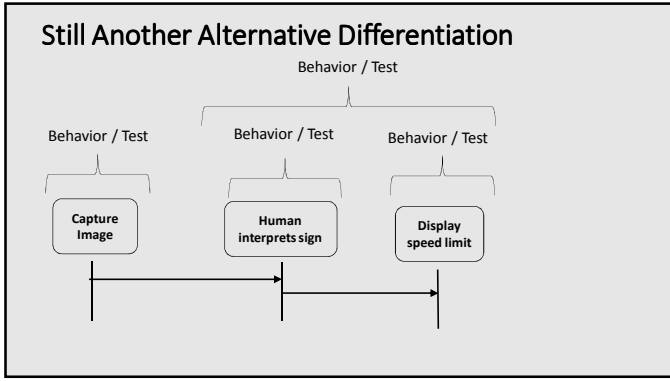 Still Another Alternative Differentiation
Behavior / Test
Behavior / Test
Behavior / Test
Behavior / Test
Capture
Image
Human
interprets sign
Display
speed limit